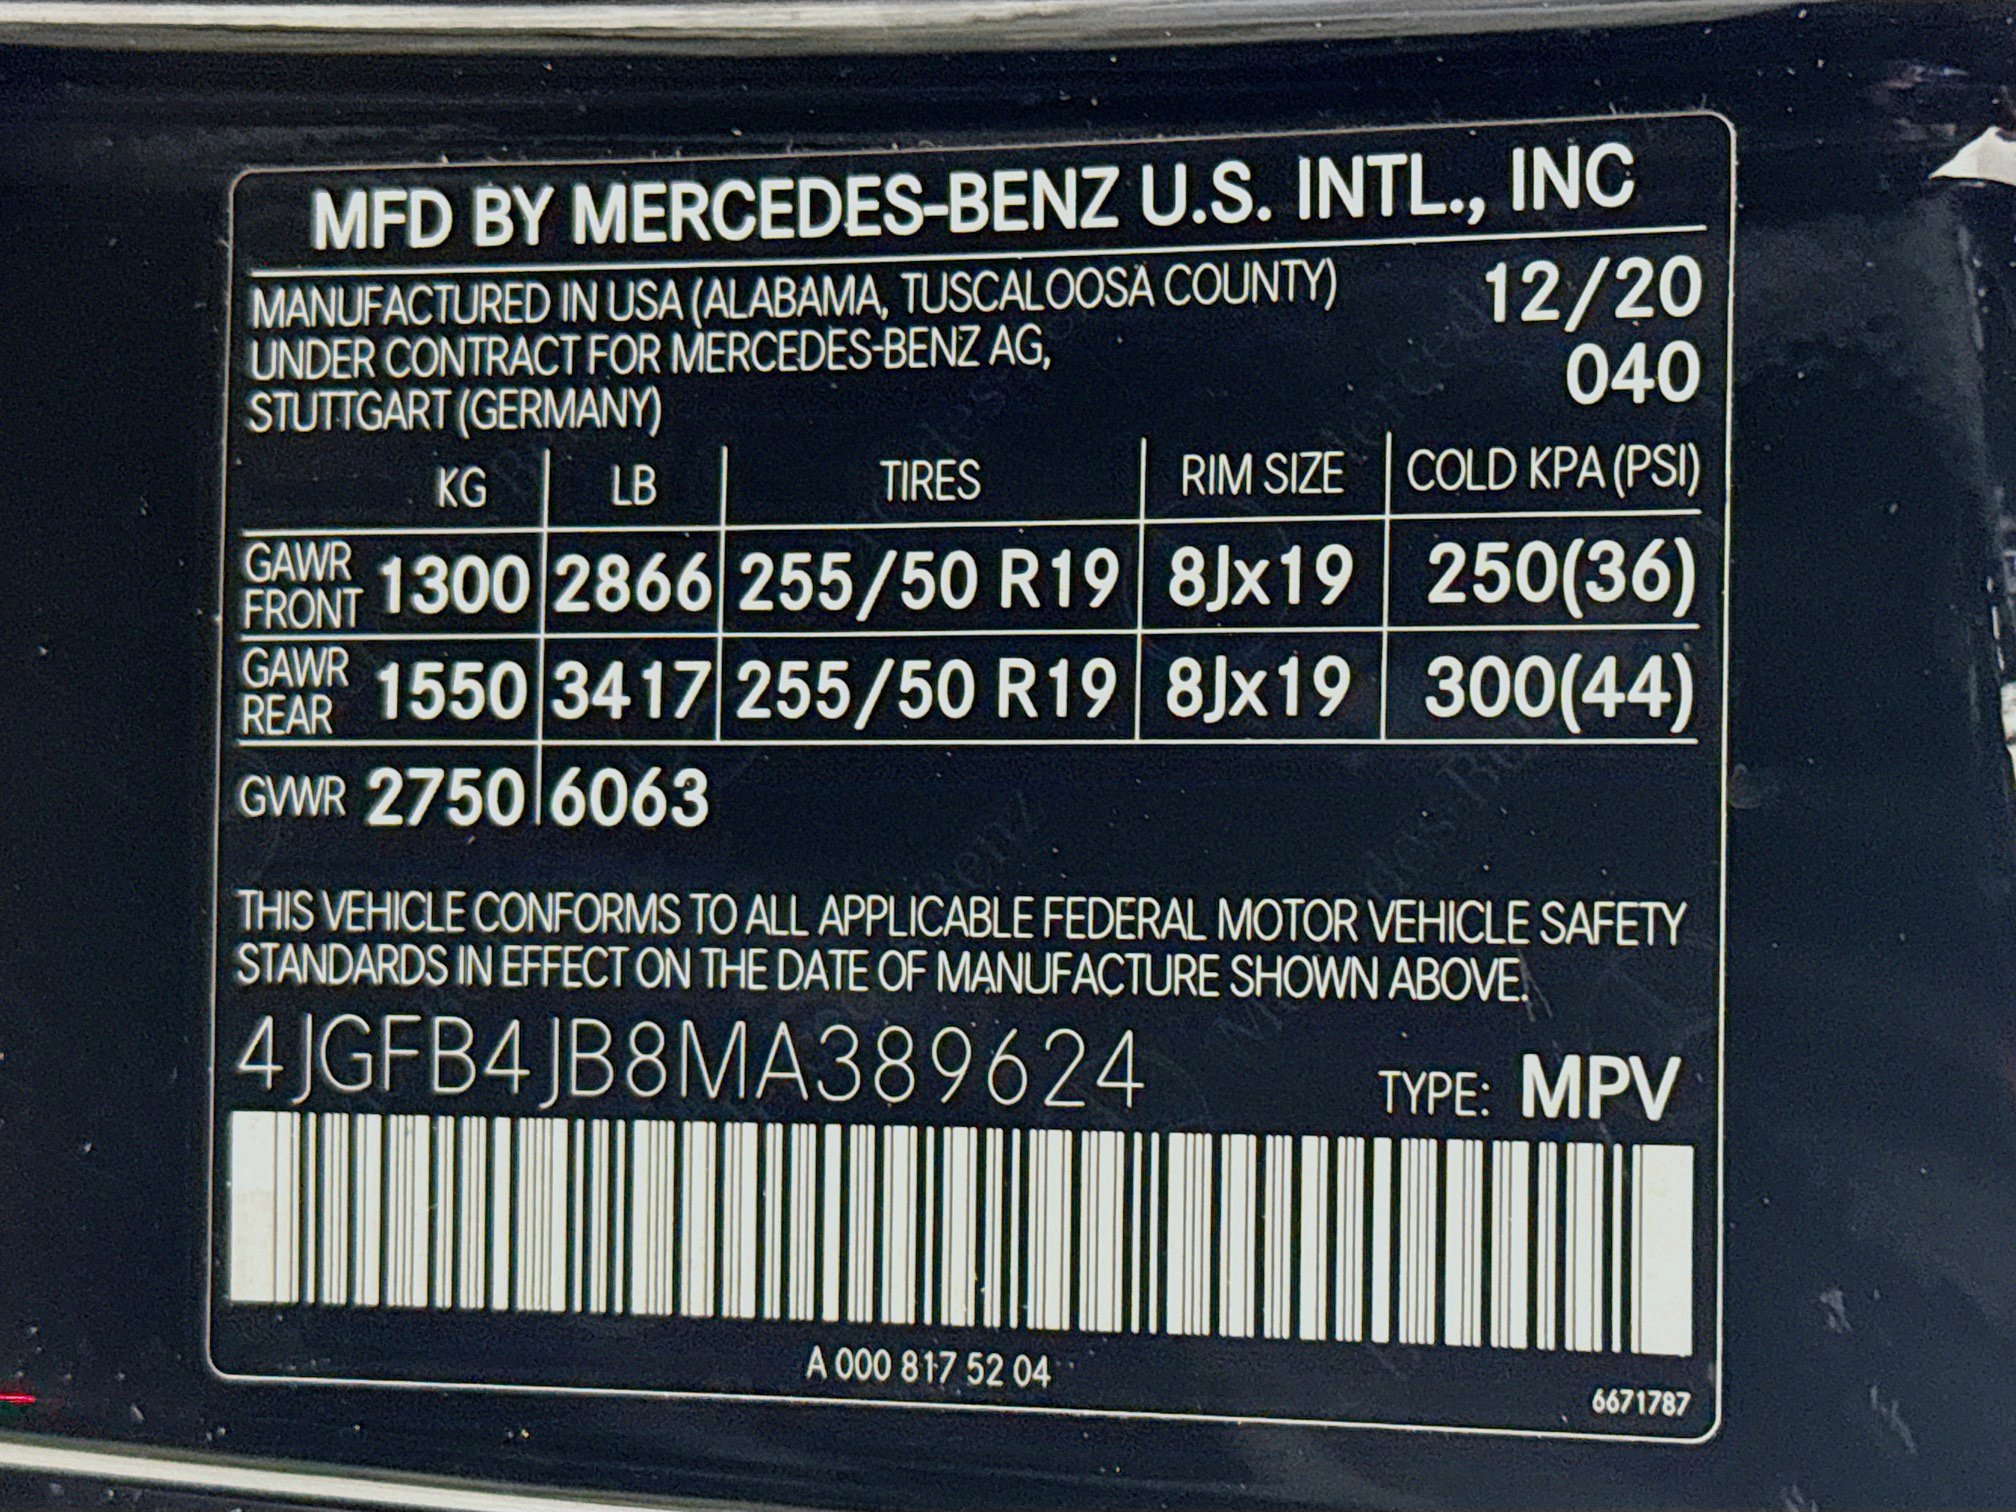 MFD BY MERCEDES-BENZ U.S. INTL., INC
MANUFACTURED IN USA (ALABAMA, TUSCALOOSA COUNTY) 12/20
UNDER CONTRACT FOR MERCEDES-BENZ AG, 040
STUTTGART (GERMANY)
KG LB TIRES RIM SIZE COLD KPA (PSI)
GAWR FRONT 1300 2866 255/50 R19 8Jx19 250(36)
GAWR REAR 1550 3417 255/50 R19 8Jx19 300(44)
GVWR 2750 6063
THIS VEHICLE CONFORMS TO ALL APPLICABLE FEDERAL MOTOR VEHICLE SAFETY
STANDARDS IN EFFECT ON THE DATE OF MANUFACTURE SHOWN ABOVE.
4JGFB4JB8MA389624 TYPE: MPV
A 000 817 52 04
6671787